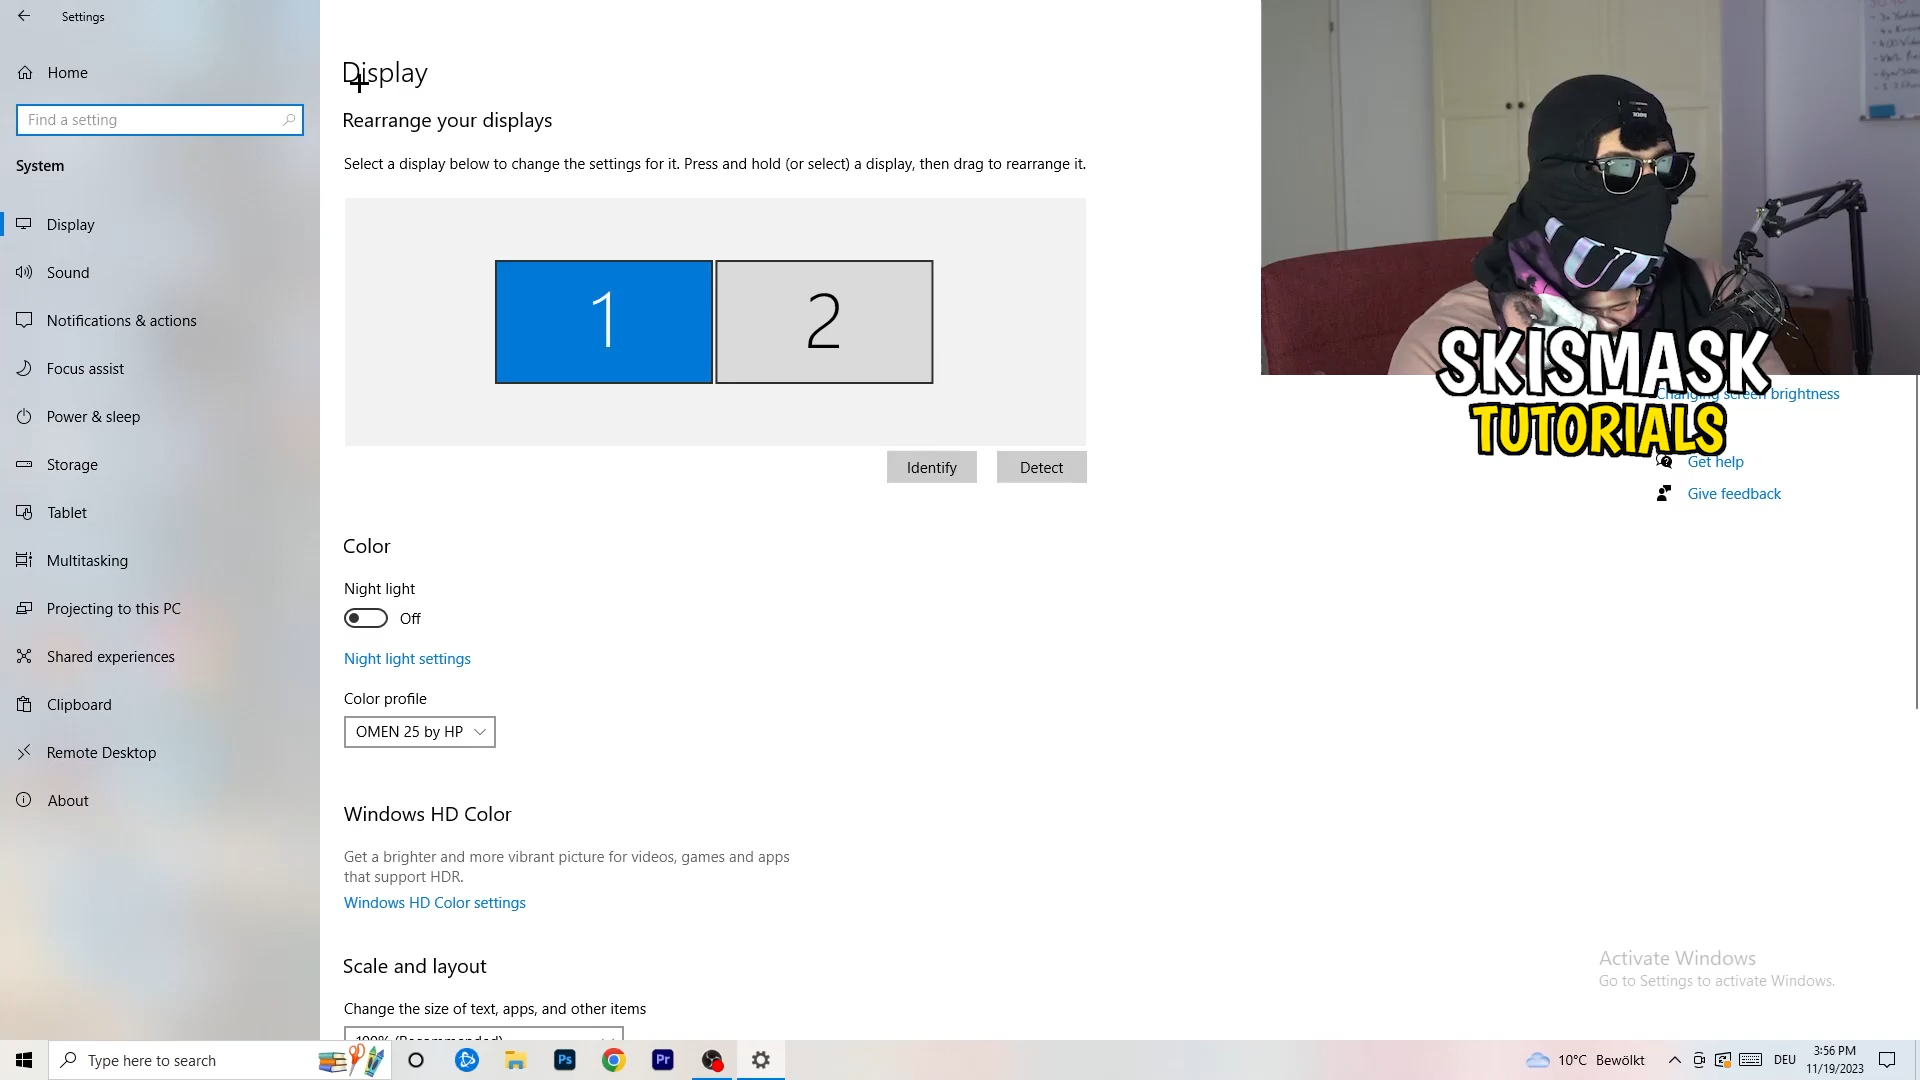 Settings
Home
Find a setting
System
Display
Sound
Notifications & actions
Focus assist
Power & sleep
Storage
Tablet
Multitasking
Projecting to this PC
Shared experiences
Clipboard
Remote Desktop
About
Display
Rearrange your displays
Select a display below to change the settings for it. Press and hold (or select) a display, then drag to rearrange it.
1
2
Identify
Detect
Color
Night light
Off
Night light settings
Color profile
OMEN 25 by HP
Windows HD Color
Get a brighter and more vibrant picture for videos, games and apps
that support HDR.
Windows HD Color settings
Scale and layout
Change the size of text, apps, and other items
100% (Recommended)
SKISMASK
TUTORIALS
Changing screen brightness
Get help
Give feedback
Activate Windows
Go to Settings to activate Windows.
Type here to search
Ps
Pr
10°C Bewölkt
DEU
3:56 PM
11/19/2023